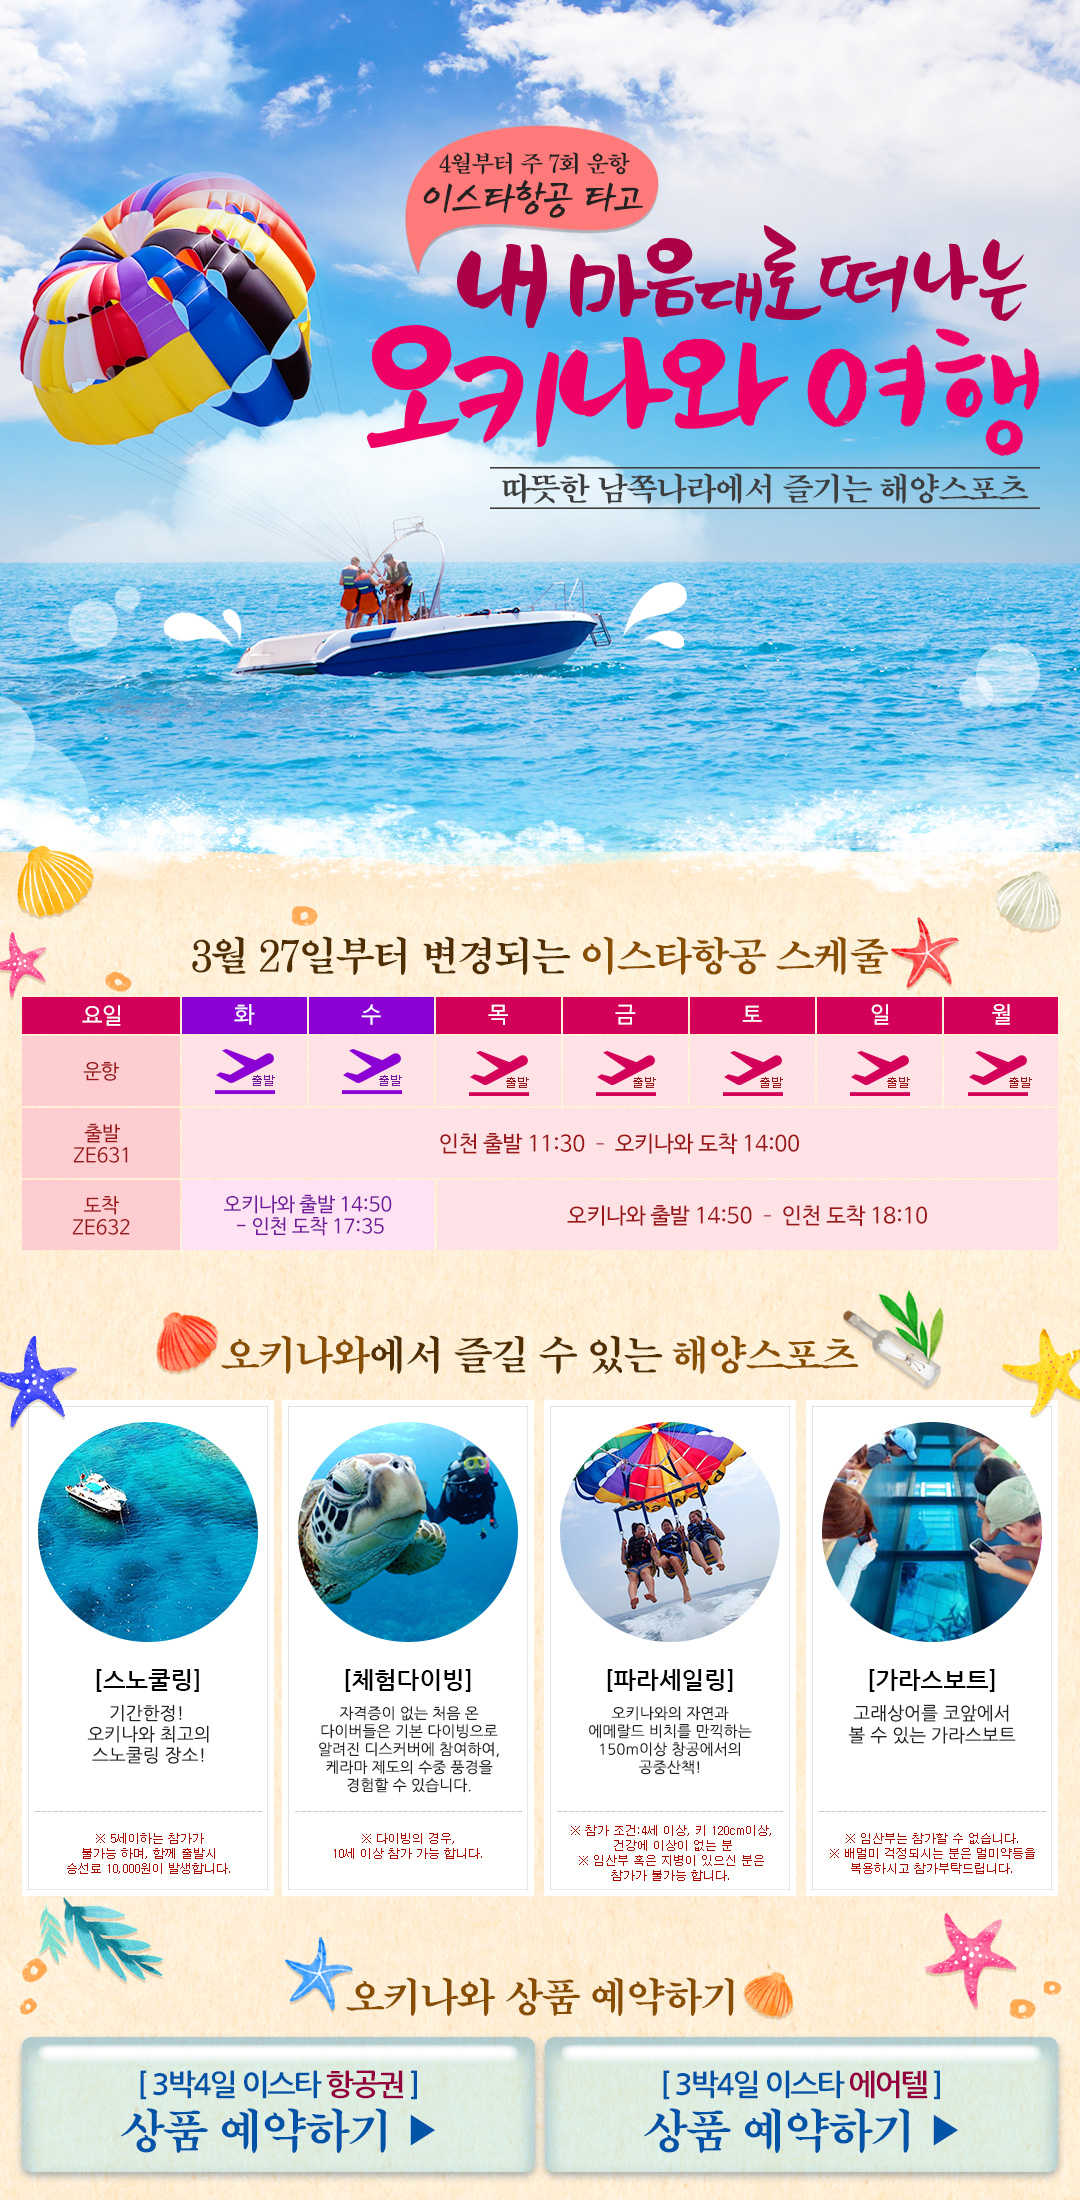 4월부터 주 7회 운항
이스타항공 타고
내 마음대로 떠나는
오키나와 여행
따뜻한 남쪽나라에서 즐기는 해양스포츠
3월 27일부터 변경되는 이스타항공 스케줄
요일 화 수 목 금 토 일 월
운항 출발 출발 출발 출발 출발 출발 출발
출발
ZE631
인천 출발 11:30 - 오키나와 도착 14:00
도착
ZE632
오키나와 출발 14:50
- 인천 도착 17:35
오키나와 출발 14:50 - 인천 도착 18:10
오키나와에서 즐길 수 있는 해양스포츠
[스노쿨링]
기간한정!
오키나와 최고의
스노쿨링 장소!
※ 5세이하는 참가가
불가능 하며, 함께 출발시
승선료 10,000원이 발생합니다.
[체험다이빙]
자격증이 없는 처음 온
다이버들은 기본 다이빙으로
알려진 디스커버에 참여하여,
케라마 제도의 수중 풍경을
경험할 수 있습니다.
※ 다이빙의 경우,
10세 이상 참가 가능 합니다.
[파라세일링]
오키나와의 자연과
에메랄드 비치를 만끽하는
150m이상 창공에서의
공중산책!
※ 참가 조건:4세 이상, 키 120cm이상,
건강에 이상이 없는 분
※ 임산부 혹은 지병이 있으신 분은
참가가 불가능 합니다.
[가라스보트]
고래상어를 코앞에서
볼 수 있는 가라스보트
※ 임산부는 참가할 수 없습니다.
※ 배멀미 걱정되시는 분은 멀미약등을
복용하시고 참가부탁드립니다.
오키나와 상품 예약하기
[ 3박4일 이스타 항공권 ]
상품 예약하기 ▶
[ 3박4일 이스타 에어텔 ]
상품 예약하기 ▶